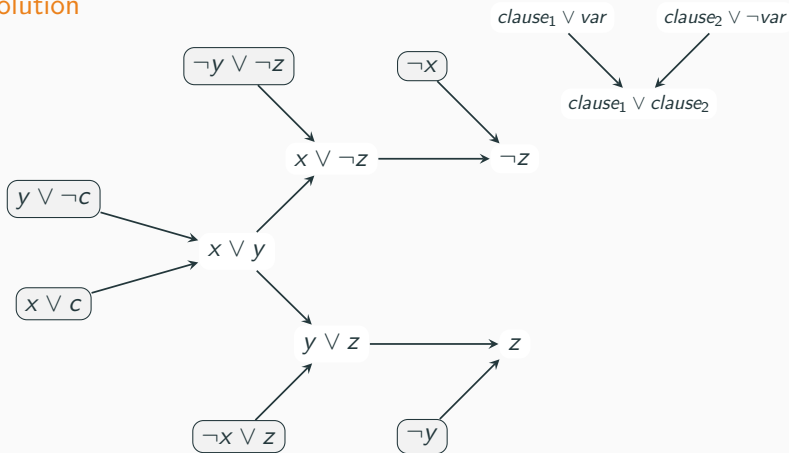 olution
clause₁ ∨ var
clause₂ ∨ ¬var
¬y ∨ ¬z
¬x
clause₁ ∨ clause₂
x ∨ ¬z
¬z
y ∨ ¬c
x ∨ y
x ∨ c
y ∨ z
z
¬x ∨ z
¬y